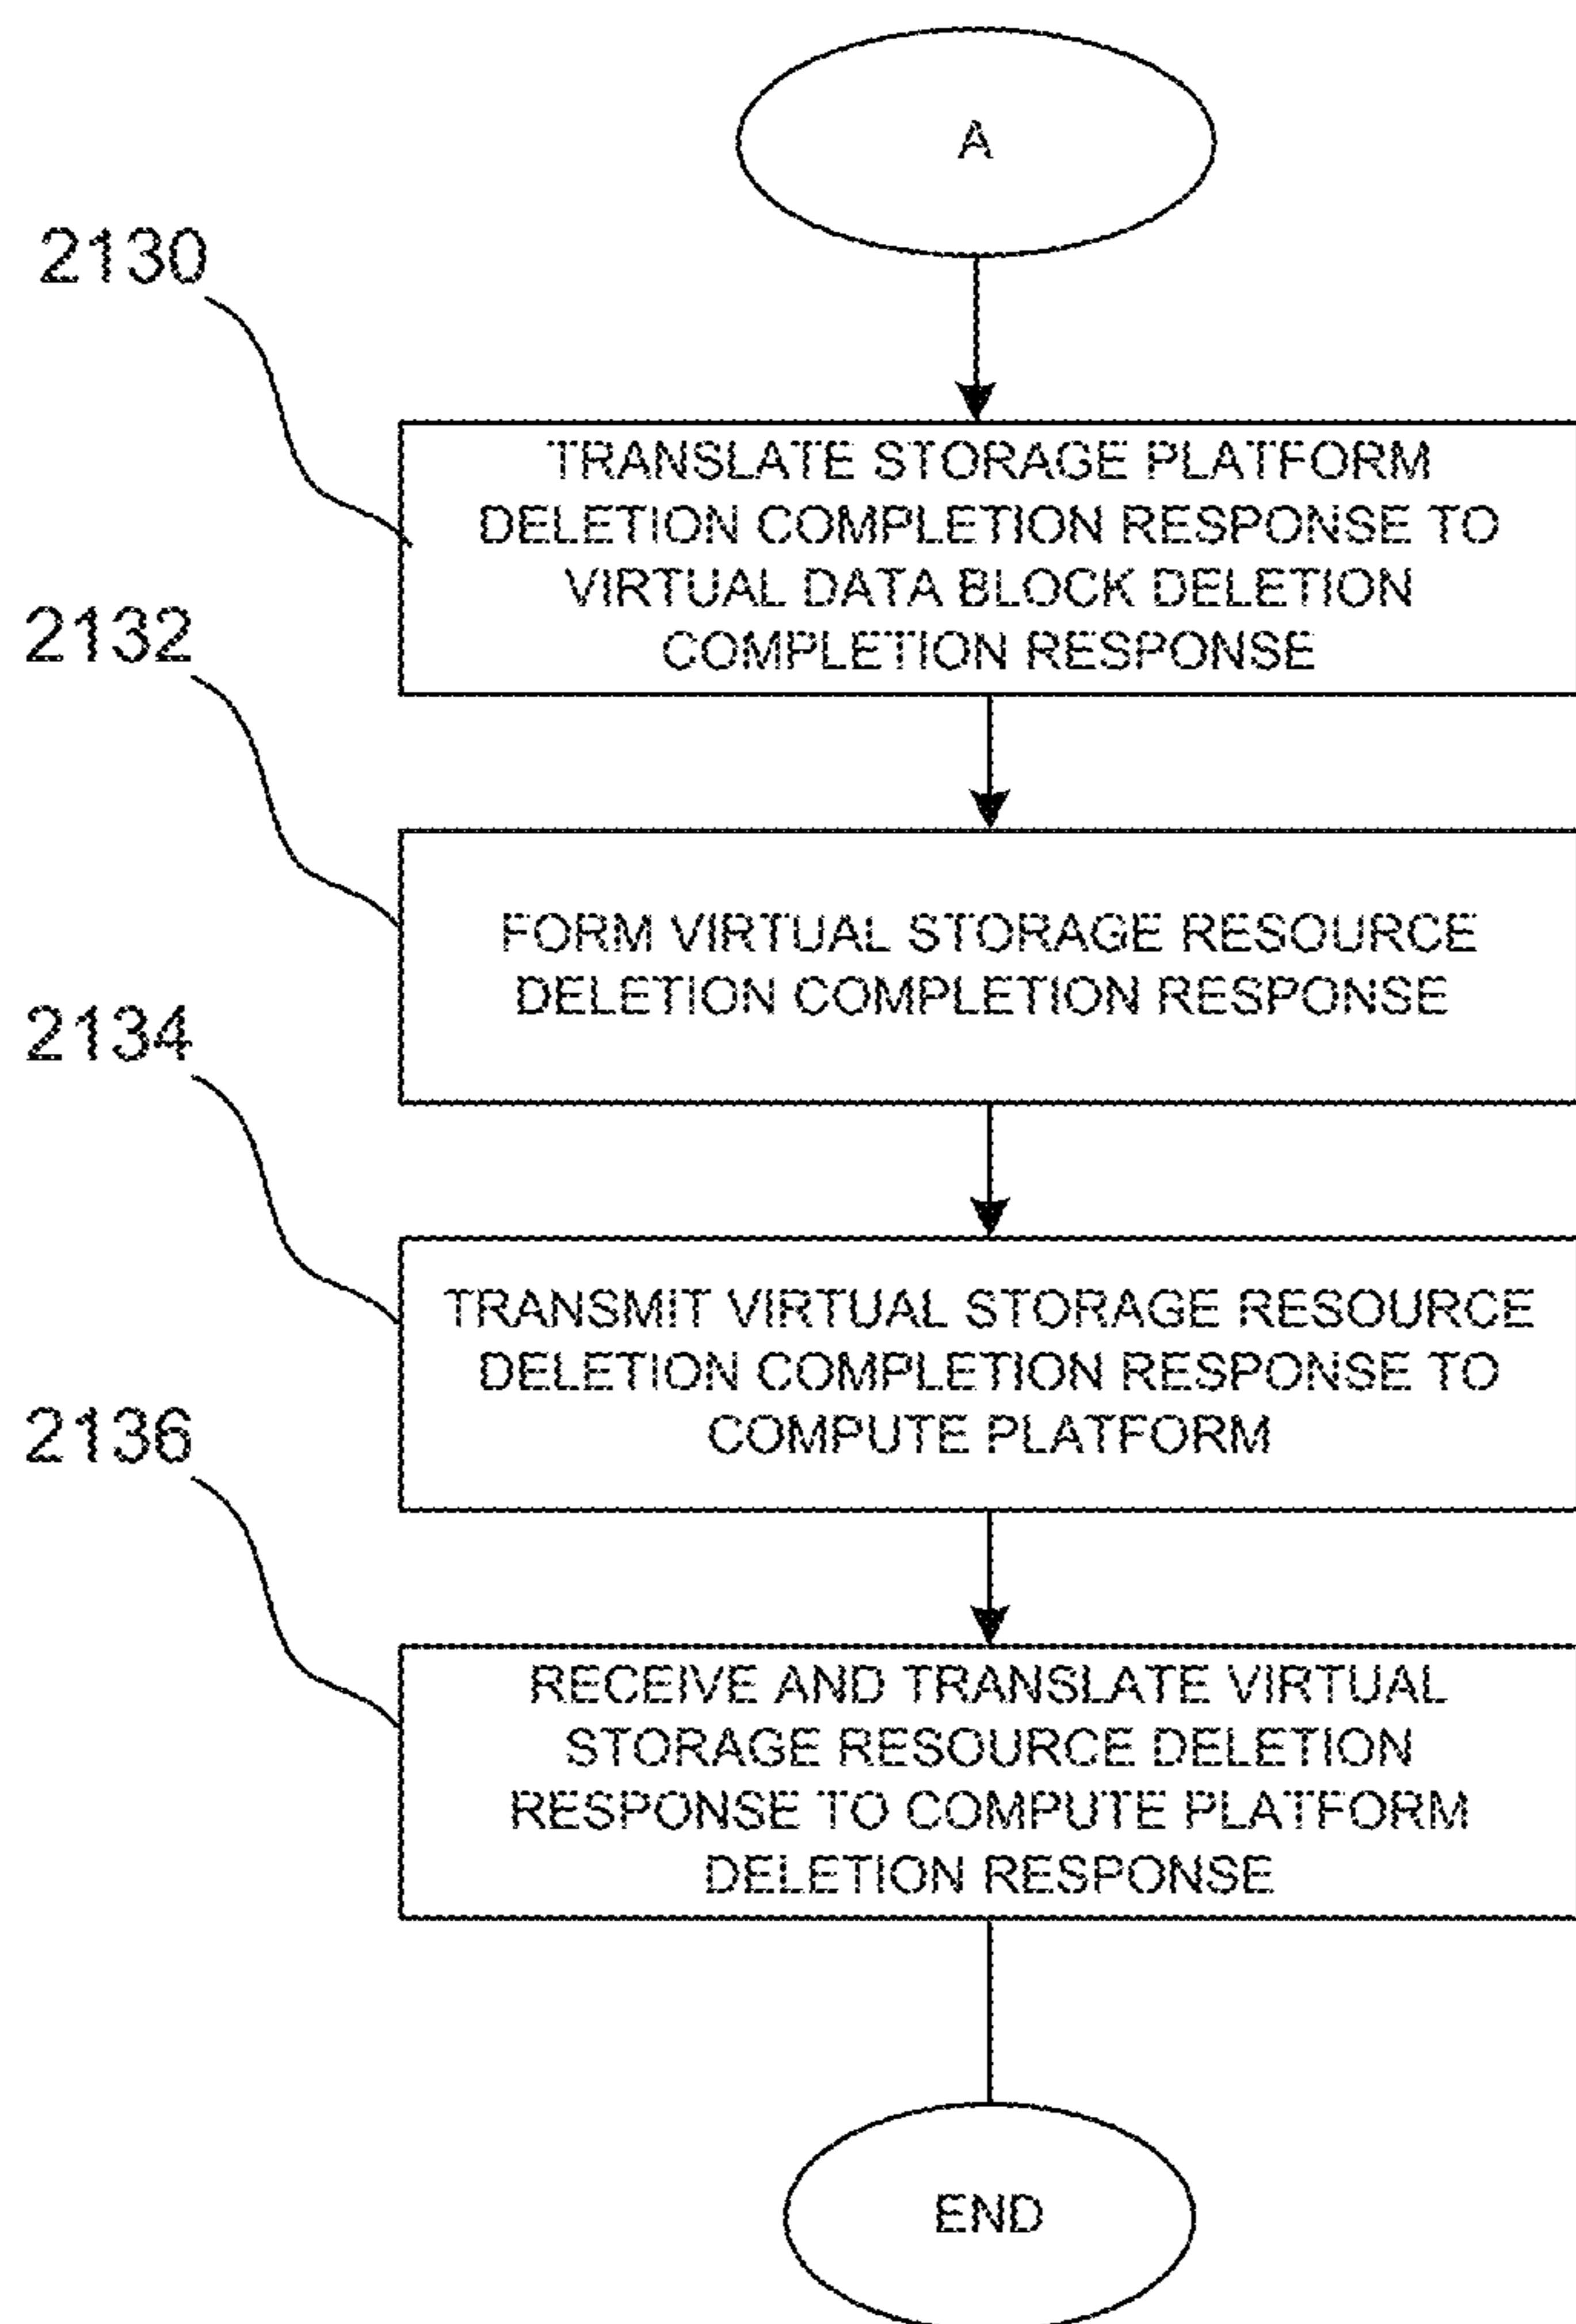 A
2130
TRANSLATE STORAGE PLATFORM
DELETION COMPLETION RESPONSE TO
VIRTUAL DATA BLOCK DELETION
COMPLETION RESPONSE
2132
FORM VIRTUAL STORAGE RESOURCE
DELETION COMPLETION RESPONSE
2134
TRANSMIT VIRTUAL STORAGE RESOURCE
DELETION COMPLETION RESPONSE TO
COMPUTE PLATFORM
2136
RECEIVE AND TRANSLATE VIRTUAL
STORAGE RESOURCE DELETION
RESPONSE TO COMPUTE PLATFORM
DELETION RESPONSE
END